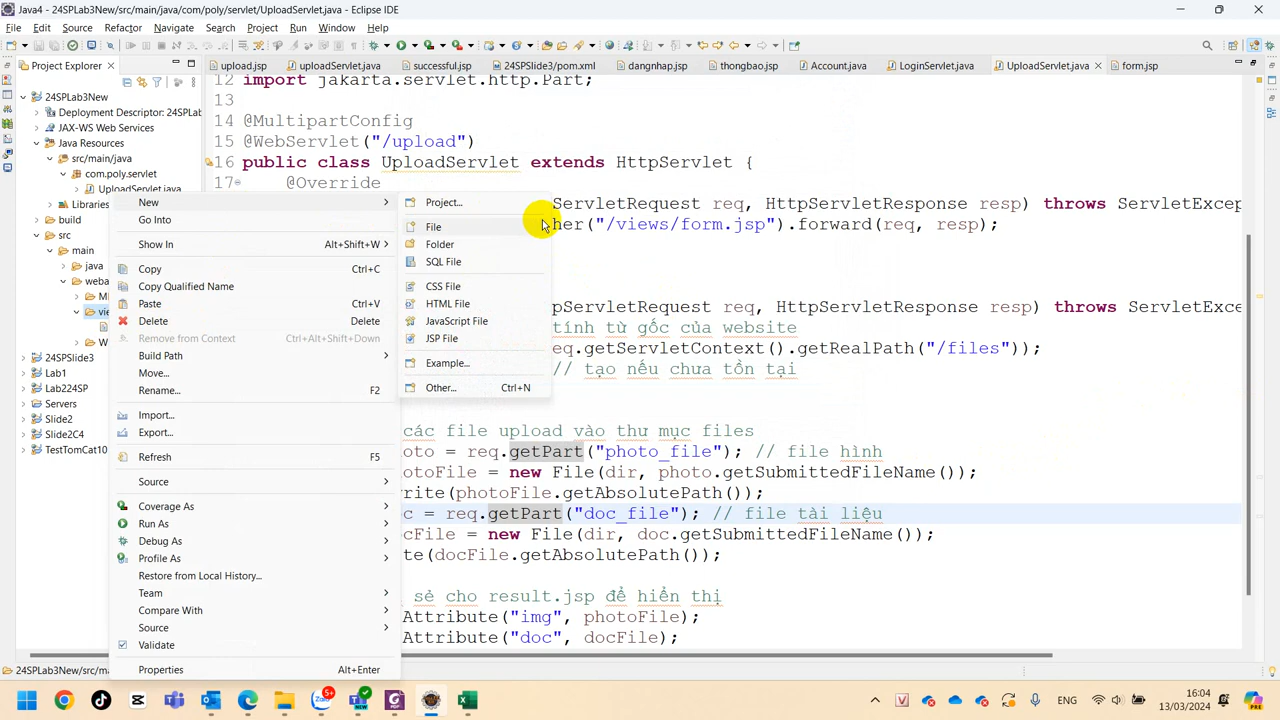 Java4 - 24SPLab3New/src/main/java/com/poly/servlet/UploadServlet.java - Eclipse IDE
File Edit Source Refactor Navigate Search Project Run Window Help
Project Explorer
upload.jsp uploadServlet.java successful.jsp 24SPSlide3/pom.xml dangnhap.jsp thongbao.jsp Account.java LoginServlet.java UploadServlet.java form.jsp
24SPLab3New
Deployment Descriptor: 24SPL
JAX-WS Web Services
Java Resources
src/main/java
com.poly.servlet
UploadServlet.java
Libraries
build
src
main
java
weba
MI
vie
24SPSlide3
Lab1
Lab224SP
Servers
Slide2
Slide2C4
TestTomCat10
12 import jakarta.servlet.http.Part;
13
14 @MultipartConfig
15 @WebServlet("/upload")
16 public class UploadServlet extends HttpServlet {
17 @Override
ServletRequest req, HttpServletResponse resp) throws ServletExcep
her("/views/form.jsp").forward(req, resp);
pServletRequest req, HttpServletResponse resp) throws ServletExce
tính từ gốc của website
eq.getServletContext().getRealPath("/files"));
// tạo nếu chưa tồn tại
các file upload vào thư mục files
oto = req.getPart("photo_file"); // file hình
otoFile = new File(dir, photo.getSubmittedFileName());
rite(photoFile.getAbsolutePath());
c = req.getPart("doc_file"); // file tài liệu
cFile = new File(dir, doc.getSubmittedFileName());
te(docFile.getAbsolutePath());
sẻ cho result.jsp để hiển thị
Attribute("img", photoFile);
Attribute("doc", docFile);
New
Go Into
Show In Alt+Shift+W
Copy Ctrl+C
Copy Qualified Name
Paste Ctrl+V
Delete Delete
Remove from Context Ctrl+Alt+Shift+Down
Build Path
Move...
Rename... F2
Import...
Export...
Refresh F5
Source
Coverage As
Run As
Debug As
Profile As
Restore from Local History...
Team
Compare With
Source
Validate
Properties Alt+Enter
Project...
File
Folder
SQL File
CSS File
HTML File
JavaScript File
JSP File
Example...
Other... Ctrl+N
24SPLab3New/src/ma
5+
NEW
ENG
16:04
13/03/2024
PRE